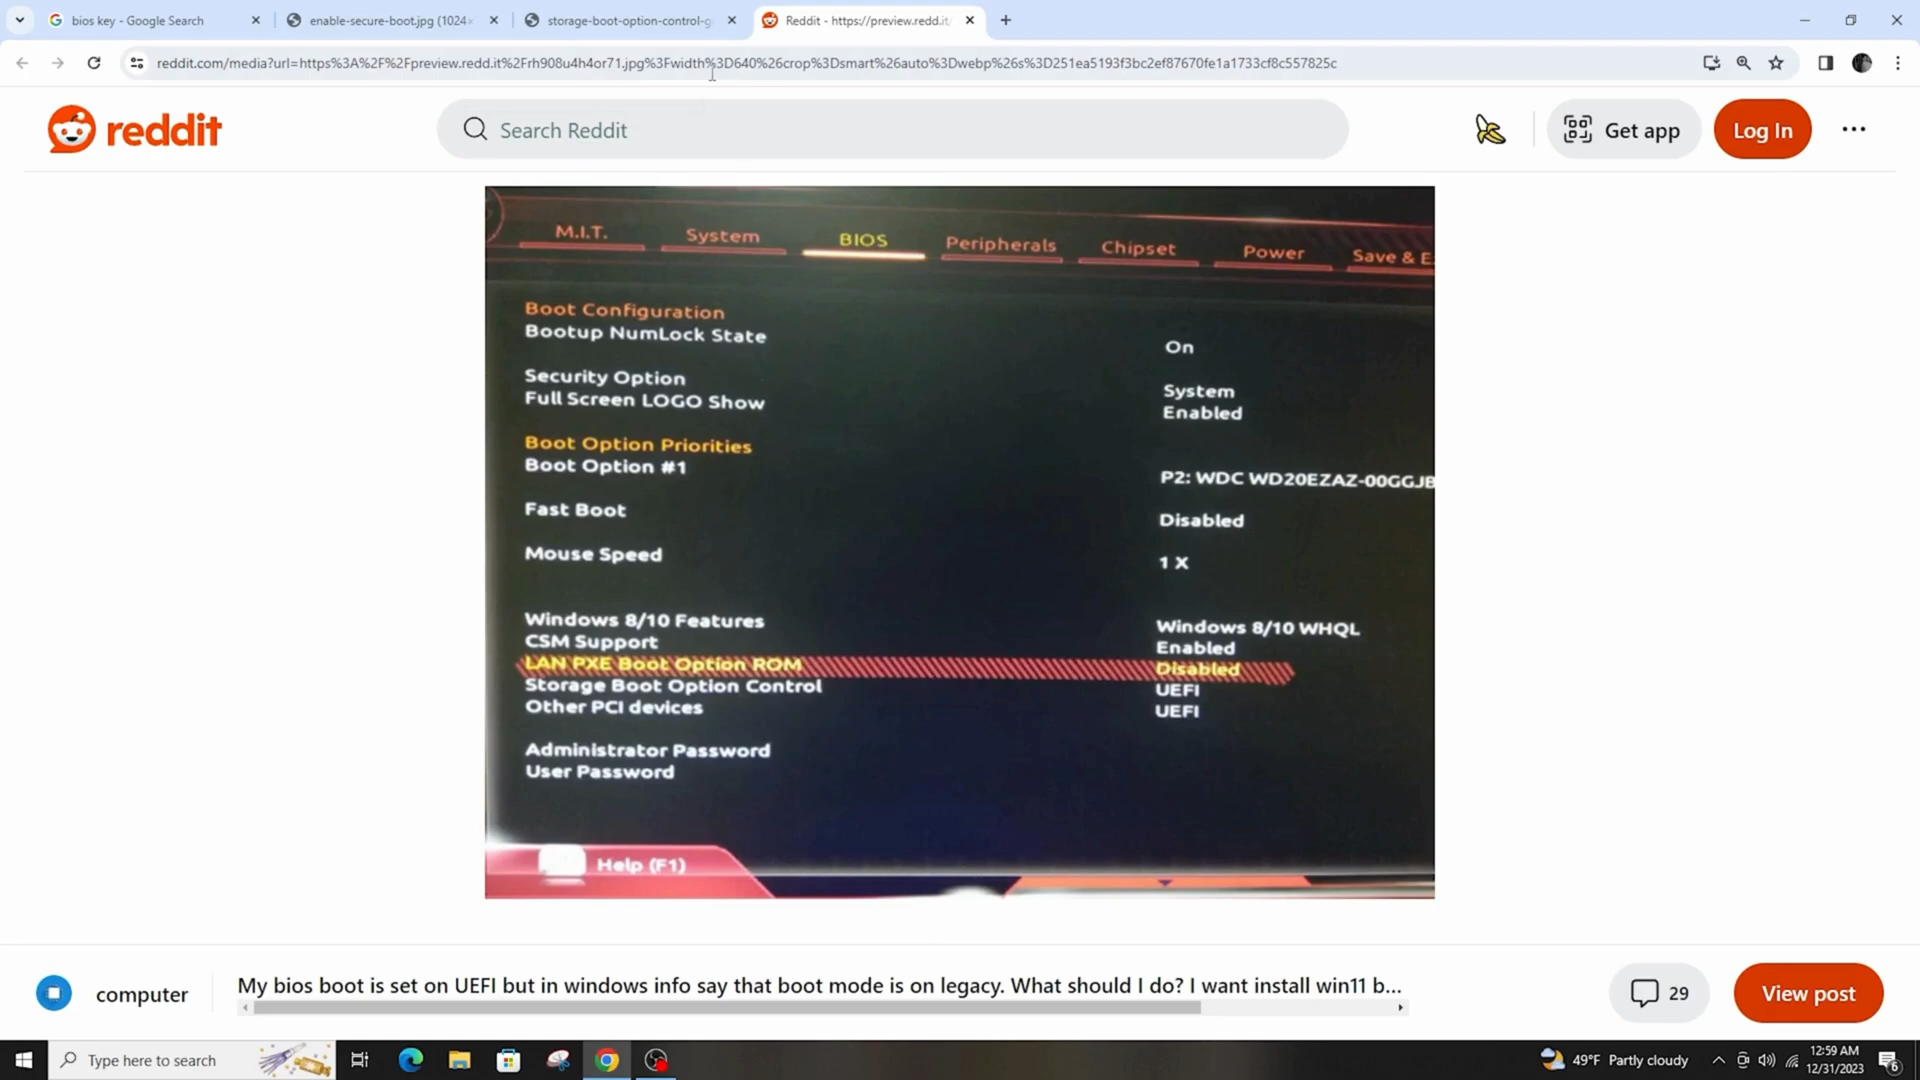 bios key - Google Search
enable-secure-boot.jpg (1024×
storage-boot-option-control-g
Reddit - https://preview.redd.it/
reddit.com/media?url=https%3A%2F%2Fpreview.redd.it%2Frh908u4h4or71.jpg%3Fwidth%3D640%26crop%3Dsmart%26auto%3Dwebp%26s%3D251ea5193f3bc2ef87670fe1a1733cf8c557825c
reddit
Search Reddit
Get app
Log In
M.I.T.
System
BIOS
Peripherals
Chipset
Power
Save & E
Boot Configuration
Bootup NumLock State
On
Security Option
System
Full Screen LOGO Show
Enabled
Boot Option Priorities
Boot Option #1
P2: WDC WD20EZAZ-00GGJB
Fast Boot
Disabled
Mouse Speed
1 X
Windows 8/10 Features
Windows 8/10 WHQL
CSM Support
Enabled
LAN PXE Boot Option ROM
Disabled
Storage Boot Option Control
UEFI
Other PCI devices
UEFI
Administrator Password
User Password
Help (F1)
computer
My bios boot is set on UEFI but in windows info say that boot mode is on legacy. What should I do? I want install win11 b...
29
View post
Type here to search
49°F Partly cloudy
12:59 AM
12/31/2023
6